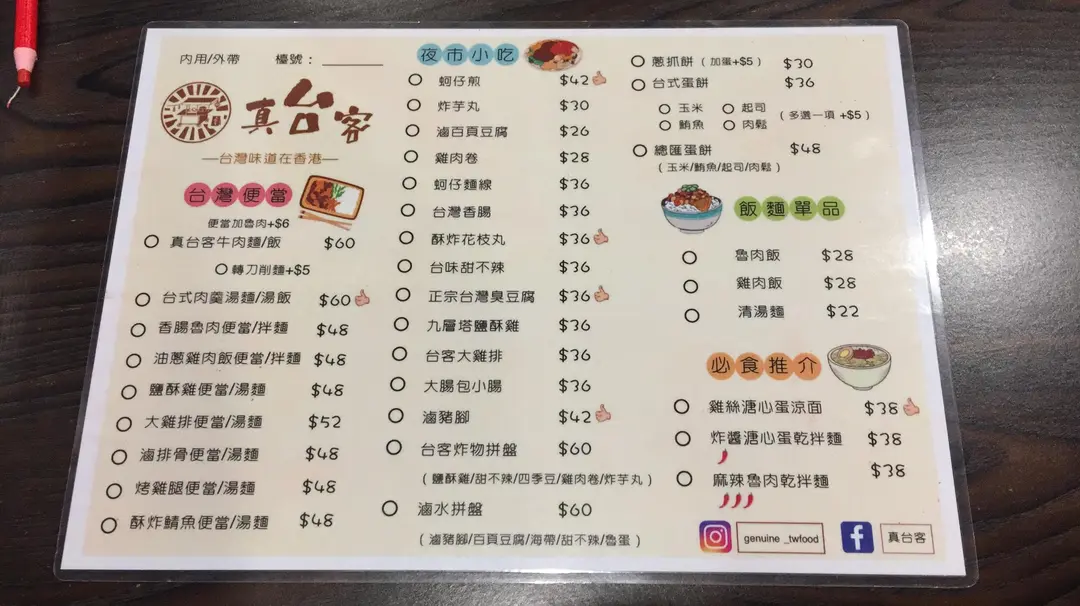 內用/外帶 檯號：
真台客
—台灣味道在香港—
台灣便當
便當加魯肉+$6
真台客牛肉麵/飯 $60
轉刀削麵+$5
台式肉羹湯麵/湯飯 $60
香腸魯肉便當/拌麵 $48
油蔥雞肉飯便當/拌麵 $48
鹽酥雞便當/湯麵 $48
大雞排便當/湯麵 $52
滷排骨便當/湯麵 $48
烤雞腿便當/湯麵 $48
酥炸鯖魚便當/湯麵 $48
夜市小吃
蚵仔煎 $42
炸芋丸 $30
滷百頁豆腐 $26
雞肉卷 $28
蚵仔麵線 $36
台灣香腸 $36
酥炸花枝丸 $36
台味甜不辣 $36
正宗台灣臭豆腐 $36
九層塔鹽酥雞 $36
台客大雞排 $36
大腸包小腸 $36
滷豬腳 $42
台客炸物拼盤 $60
（鹽酥雞/甜不辣/四季豆/雞肉卷/炸芋丸）
滷水拼盤 $60
（滷豬腳/百頁豆腐/海帶/甜不辣/魯蛋）
蔥抓餅（加蛋+$5） $30
台式蛋餅 $36
玉米 起司
鮪魚 肉鬆
（多選一項 +$5）
總匯蛋餅 $48
（玉米/鮪魚/起司/肉鬆）
飯麵單品
魯肉飯 $28
雞肉飯 $28
清湯麵 $22
必食推介
雞絲溏心蛋涼面 $38
炸醬溏心蛋乾拌麵 $38
麻辣魯肉乾拌麵 $38
genuine _twfood
真台客